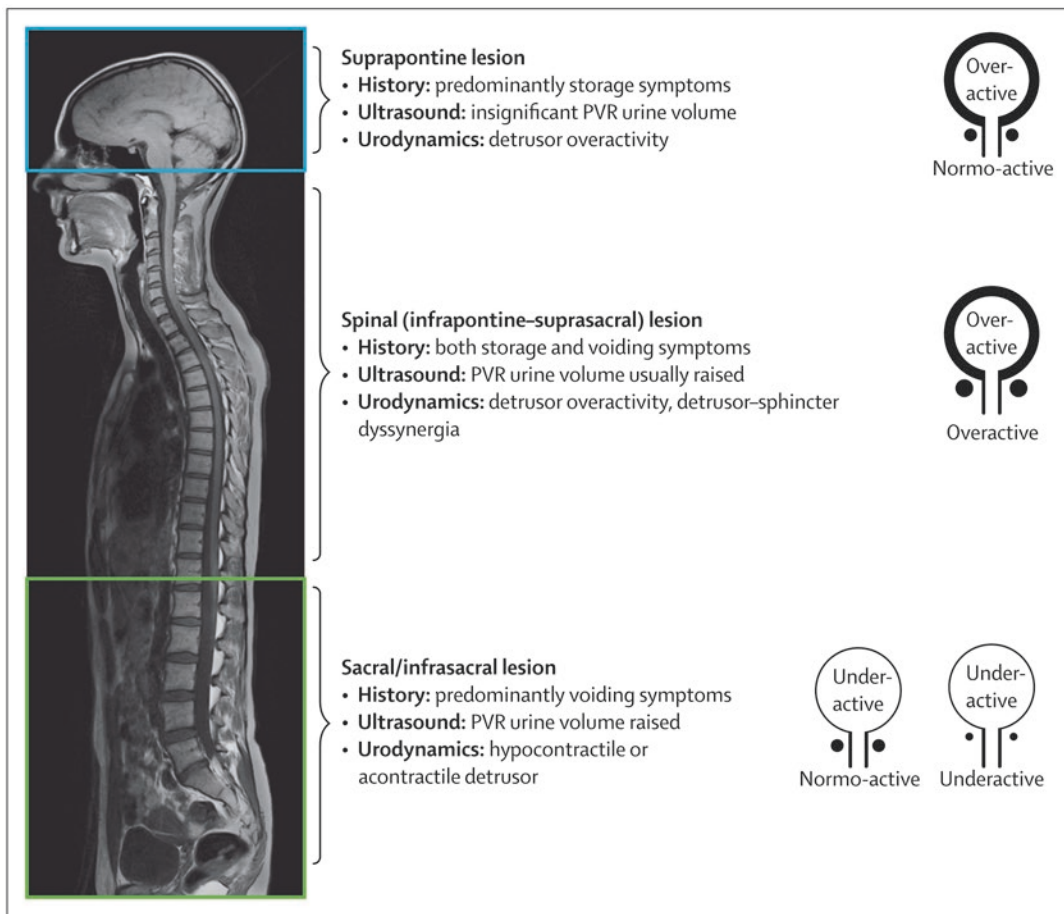 Suprapontine lesion
• History: predominantly storage symptoms
• Ultrasound: insignificant PVR urine volume
• Urodynamics: detrusor overactivity
Over-
active
Normo-active
Spinal (infrapontine–suprasacral) lesion
• History: both storage and voiding symptoms
• Ultrasound: PVR urine volume usually raised
• Urodynamics: detrusor overactivity, detrusor–sphincter
dyssynergia
Over-
active
Overactive
Sacral/infrasacral lesion
• History: predominantly voiding symptoms
• Ultrasound: PVR urine volume raised
• Urodynamics: hypocontractile or
acontractile detrusor
Under-
active
Normo-active
Under-
active
Underactive